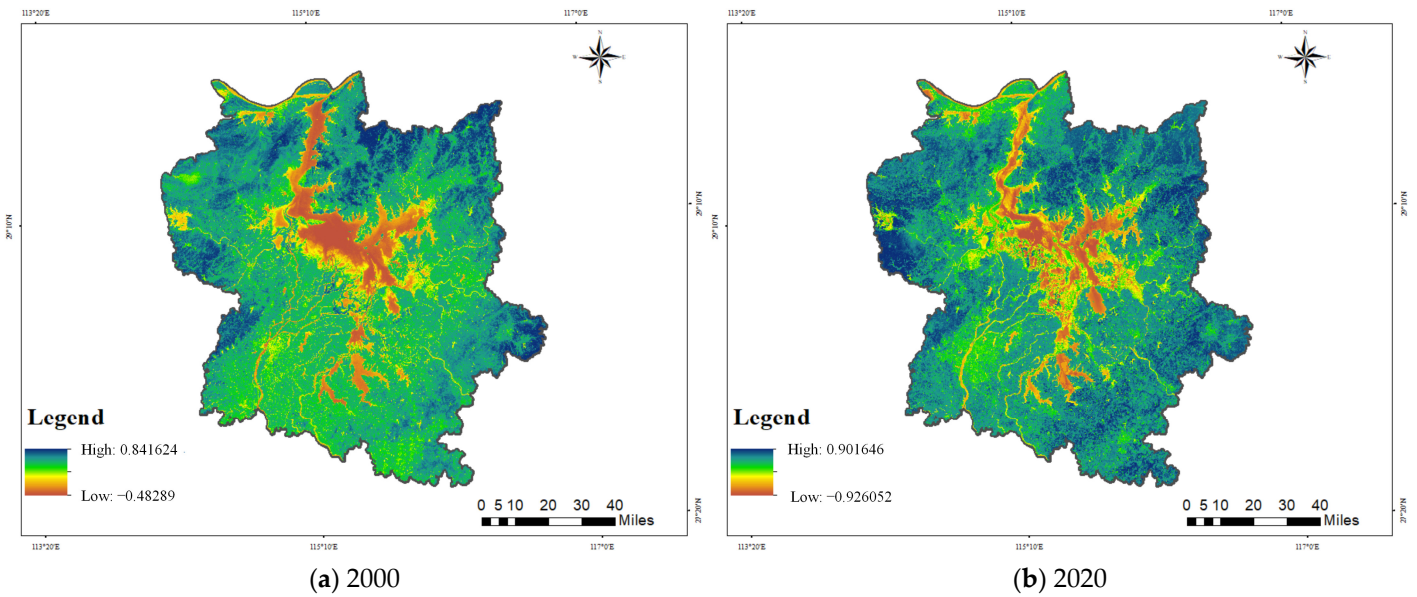 113°20'E 115°10'E 117°0'E
N
W E
S
29°10'N 29°10'N
Legend
High: 0.841624
Low: −0.48289
0 5 10 20 30 40
Miles
27°20'N
113°20'E 115°10'E 117°0'E
(a) 2000
113°20'E 115°10'E 117°0'E
N
W E
29°10'N 29°10'N
Legend
High: 0.901646
Low: −0.926052
0 5 10 20 30 40
Miles
27°20'N
113°20'E 115°10'E 117°0'E
(b) 2020